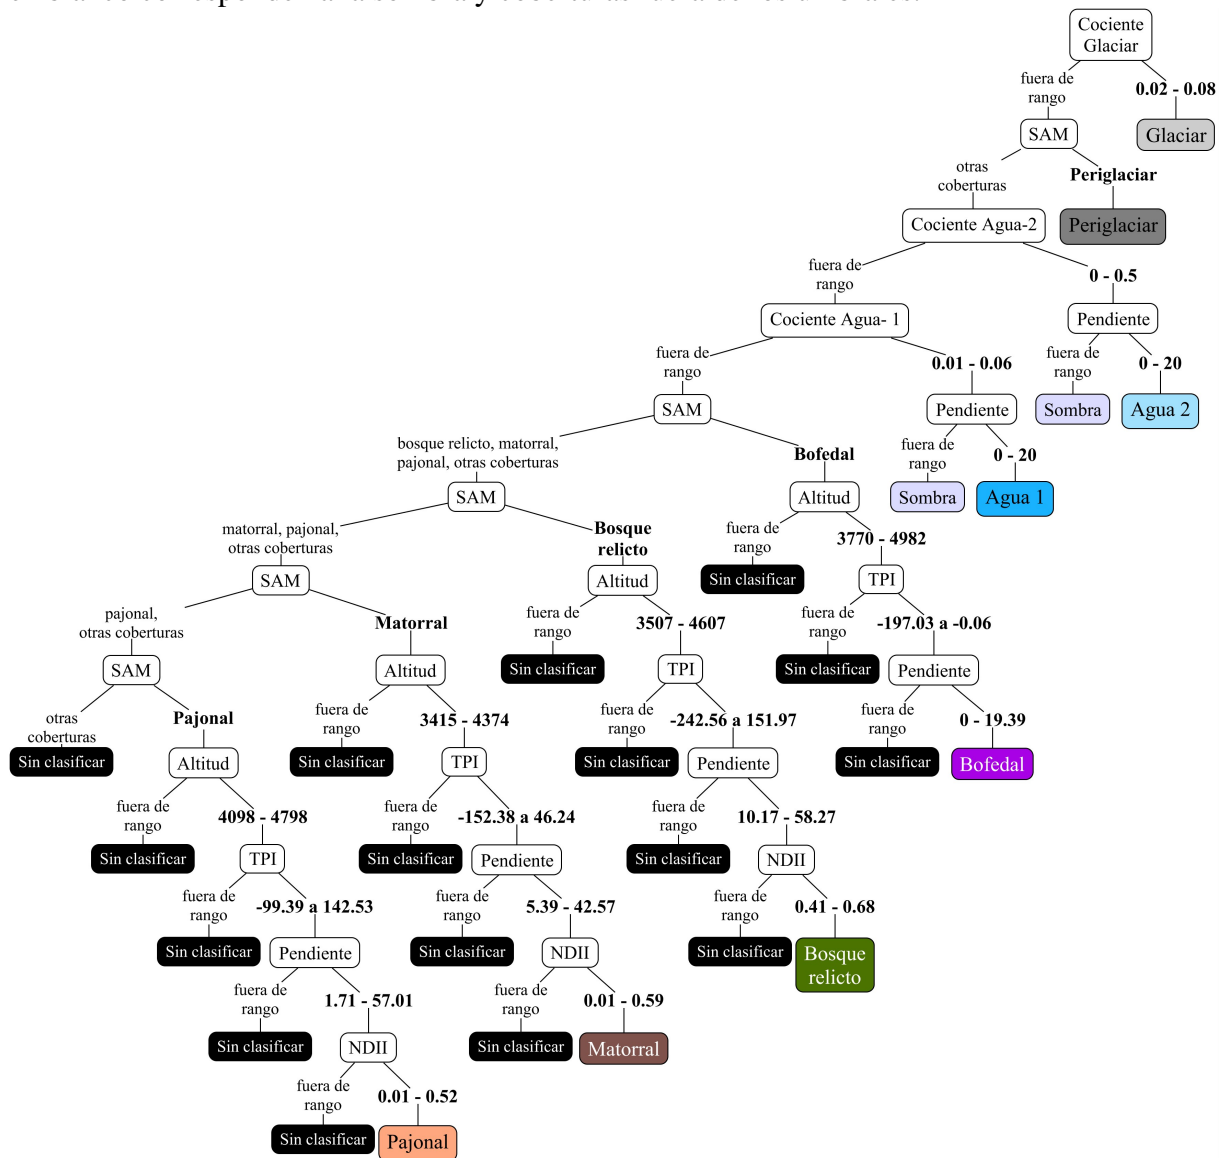 Cociente
Glaciar
fuera de
rango
0.02 - 0.08
SAM
Glaciar
otras
coberturas
Periglaciar
Cociente Agua-2
Periglaciar
fuera de
rango
0 - 0.5
Cociente Agua- 1
Pendiente
fuera de
rango
0.01 - 0.06
fuera de
rango
0 - 20
SAM
Pendiente
Sombra
Agua 2
bosque relicto, matorral,
pajonal, otras coberturas
Bofedal
fuera de
rango
0 - 20
SAM
Altitud
Sombra
Agua 1
matorral, pajonal,
otras coberturas
Bosque
relicto
fuera de
rango
3770 - 4982
SAM
Altitud
Sin clasificar
TPI
pajonal,
otras coberturas
Matorral
fuera de
rango
3507 - 4607
fuera de
rango
-197.03 a -0.06
SAM
Altitud
Sin clasificar
TPI
Sin clasificar
Pendiente
otras
coberturas
Pajonal
fuera de
rango
3415 - 4374
fuera de
rango
-242.56 a 151.97
fuera de
rango
0 - 19.39
Sin clasificar
Altitud
Sin clasificar
TPI
Sin clasificar
Pendiente
Sin clasificar
Bofedal
fuera de
rango
4098 - 4798
fuera de
rango
-152.38 a 46.24
fuera de
rango
10.17 - 58.27
Sin clasificar
TPI
Sin clasificar
Pendiente
Sin clasificar
NDII
fuera de
rango
-99.39 a 142.53
fuera de
rango
5.39 - 42.57
fuera de
rango
0.41 - 0.68
Sin clasificar
Pendiente
Sin clasificar
NDII
Sin clasificar
Bosque
relicto
fuera de
rango
1.71 - 57.01
fuera de
rango
0.01 - 0.59
Sin clasificar
NDII
Sin clasificar
Matorral
fuera de
rango
0.01 - 0.52
Sin clasificar
Pajonal